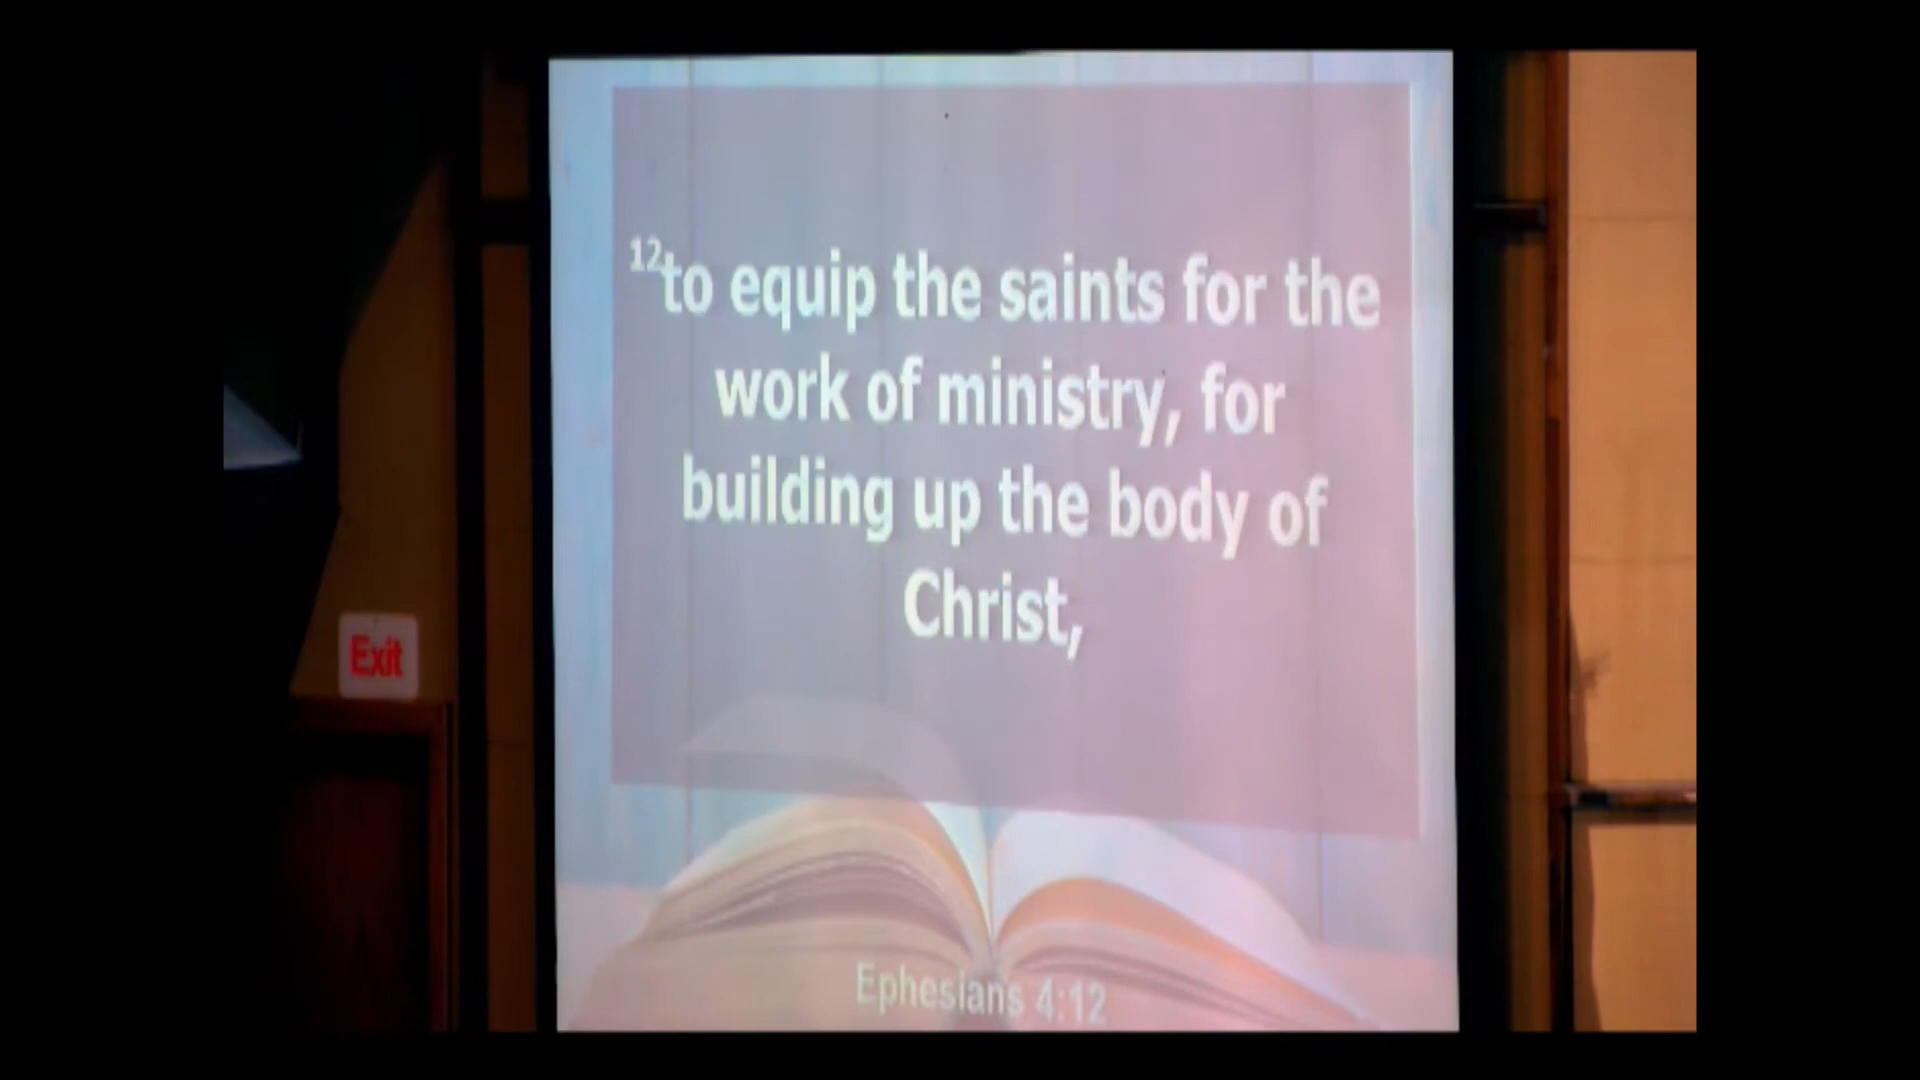 12to equip the saints for the
work of ministry, for
building up the body of
Christ,
Exit
Ephesians 4:12